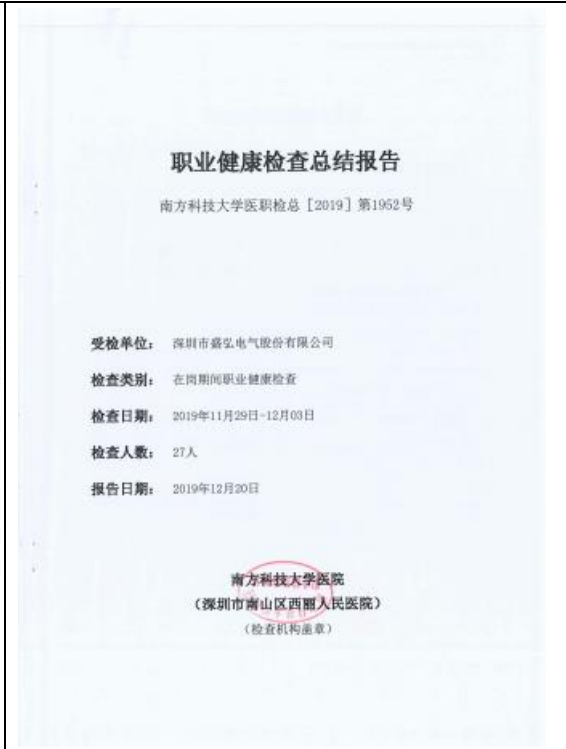 职业健康检查总结报告
南方科技大学医职检总［2019］第1952号
受检单位： 深圳市盛弘电气股份有限公司
检查类别： 在岗期间职业健康检查
检查日期： 2019年11月29日-12月03日
检查人数： 27人
报告日期： 2019年12月20日
南方科技大学医院
（深圳市南山区西丽人民医院）
（检查机构盖章）